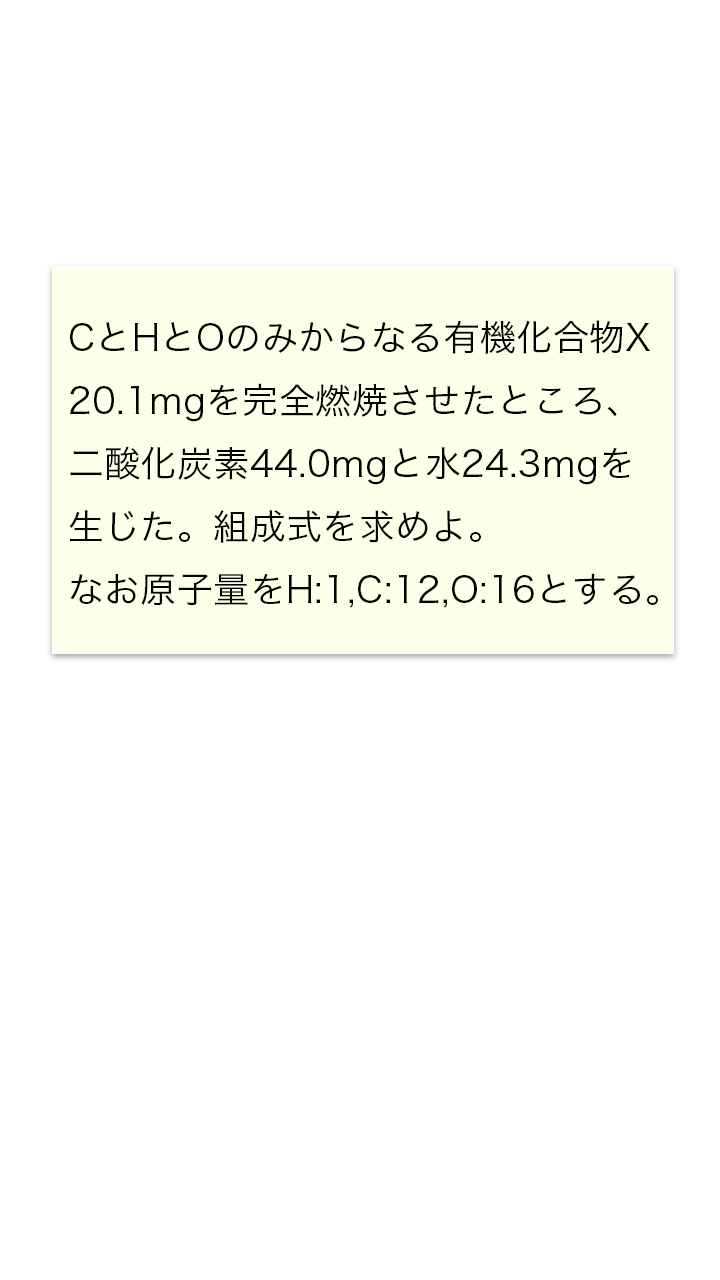 CとHとOのみからなる有機化合物X
20.1mgを完全燃焼させたところ、
二酸化炭素44.0mgと水24.3mgを
生じた。組成式を求めよ。
なお原子量をH:1,C:12,O:16とする。